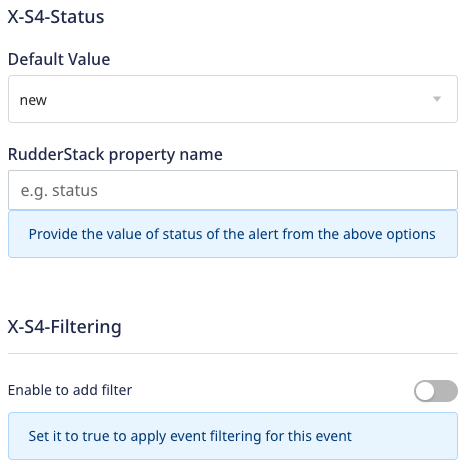 X-S4-Status
Default Value
new
RudderStack property name
e.g. status
Provide the value of status of the alert from the above options
X-S4-Filtering
Enable to add filter
Set it to true to apply event filtering for this event